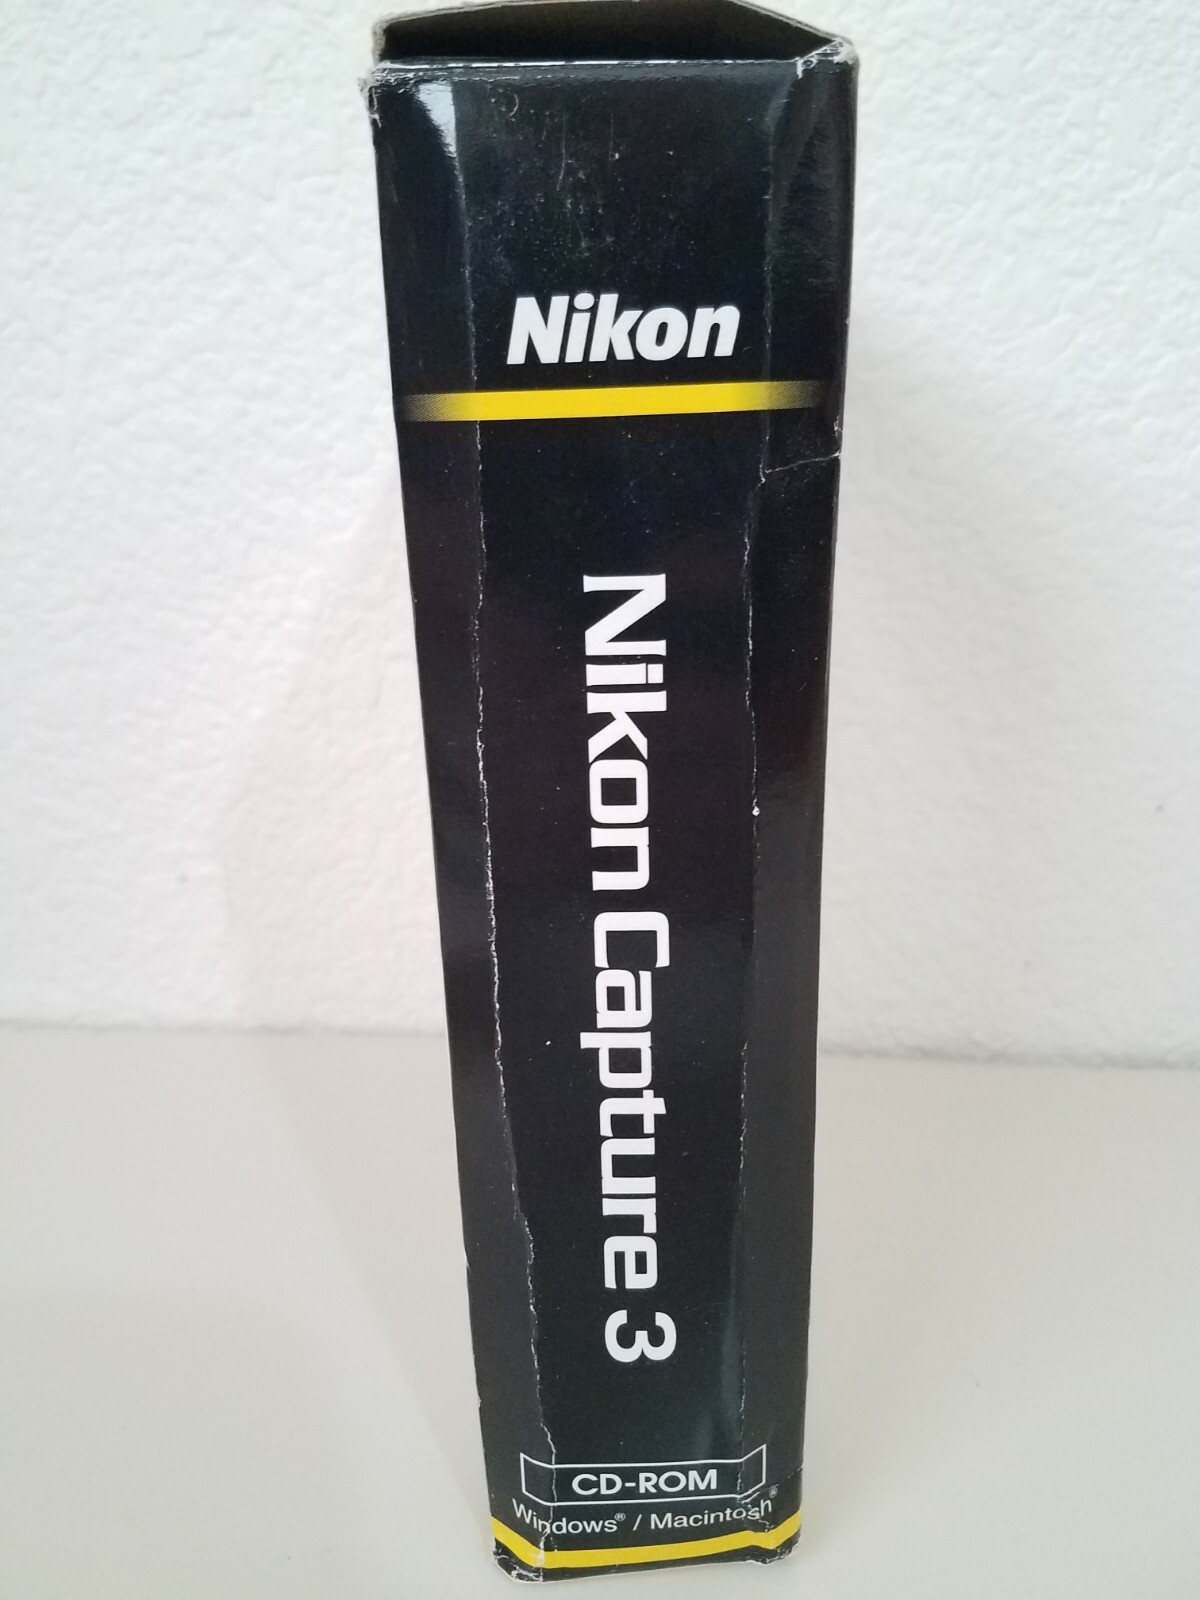 Nikon
Nikon Capture 3
CD-ROM
Windows® / Macintosh®